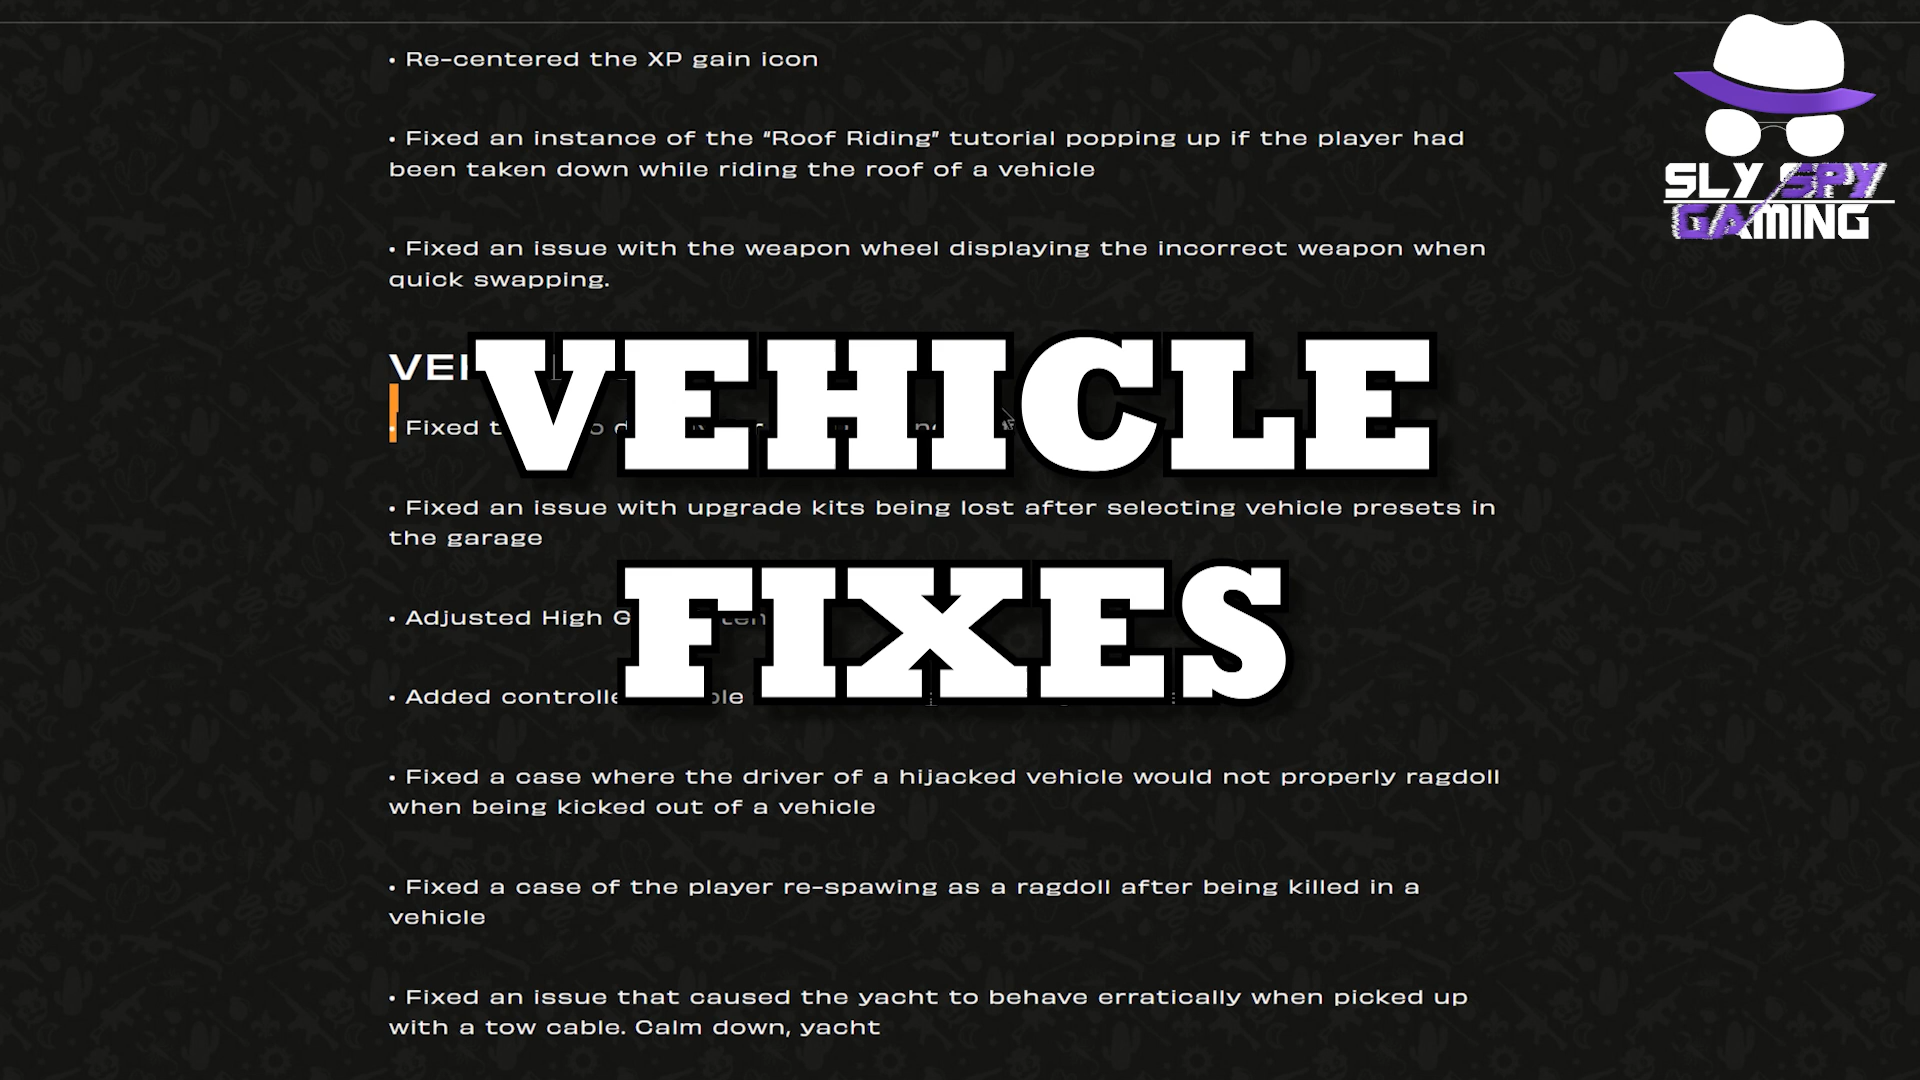 • Re-centered the XP gain icon
• Fixed an instance of the “Roof Riding” tutorial popping up if the player had
been taken down while riding the roof of a vehicle
• Fixed an issue with the weapon wheel displaying the incorrect weapon when
quick swapping.
VEHICLE
• Fixed
• Fixed an issue with upgrade kits being lost after selecting vehicle presets in
the garage
FIXES
• Adjusted High
• Added
• Fixed a case where the driver of a hijacked vehicle would not properly ragdoll
when being kicked out of a vehicle
• Fixed a case of the player re-spawing as a ragdoll after being killed in a
vehicle
• Fixed an issue that caused the yacht to behave erratically when picked up
with a tow cable. Calm down, yacht
SLY SPY
GAMING